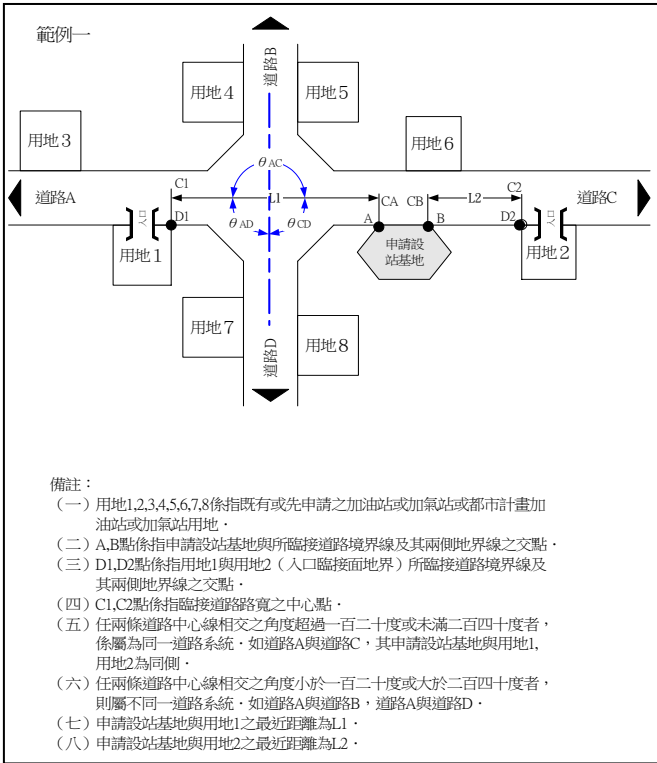 範例一
道路B
用地4
用地5
用地3
用地6
θAC
道路A
C1
L1
CA
CB
L2
C2
道路C
入口
D1
θAD
θCD
A
B
D2
入口
用地1
申請設
站基地
用地2
用地7
用地8
道路D
備註：
（一）用地1,2,3,4,5,6,7,8係指既有或先申請之加油站或加氣站或都市計畫加
油站或加氣站用地．
（二）A,B點係指申請設站基地與所臨接道路境界線及其兩側地界線之交點．
（三）D1,D2點係指用地1與用地2（入口臨接面地界）所臨接道路境界線及
其兩側地界線之交點．
（四）C1,C2點係指臨接道路路寬之中心點．
（五）任兩條道路中心線相交之角度超過一百二十度或未滿二百四十度者，
係屬為同一道路系統．如道路A與道路C，其申請設站基地與用地1,
用地2為同側．
（六）任兩條道路中心線相交之角度小於一百二十度或大於二百四十度者，
則屬不同一道路系統．如道路A與道路B，道路A與道路D．
（七）申請設站基地與用地1之最近距離為L1．
（八）申請設站基地與用地2之最近距離為L2．